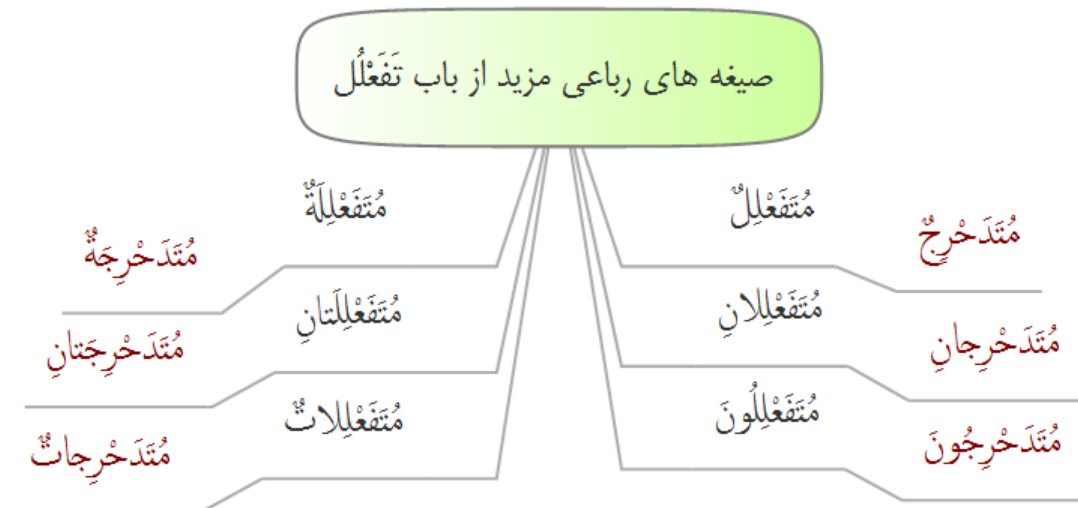 صیغه های رباعی مزید از باب تَفَعْلُل
مُتَفَعْلِلٌ
مُتَدَحْرِجٌ
مُتَفَعْلِلانِ
مُتَدَحْرِجانِ
مُتَفَعْلِلُونَ
مُتَدَحْرِجُونَ
مُتَفَعْلِلَةٌ
مُتَدَحْرِجَةٌ
مُتَفَعْلِلَتانِ
مُتَدَحْرِجَتانِ
مُتَفَعْلِلاتٌ
مُتَدَحْرِجاتٌ